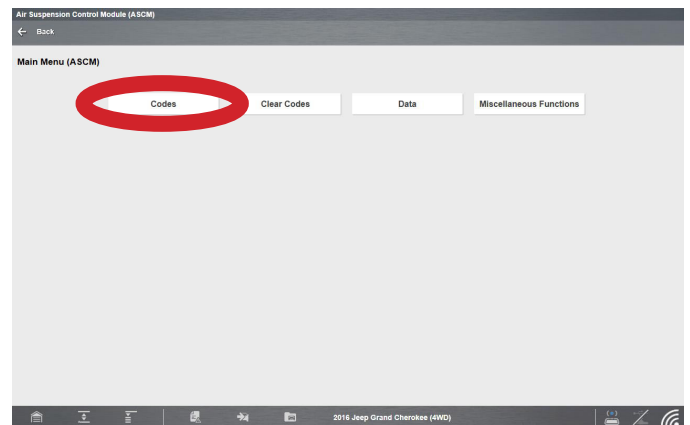 Air Suspension Control Module (ASCM)
Back
Main Menu (ASCM)
Codes
Clear Codes
Data
Miscellaneous Functions
2016 Jeep Grand Cherokee (4WD)